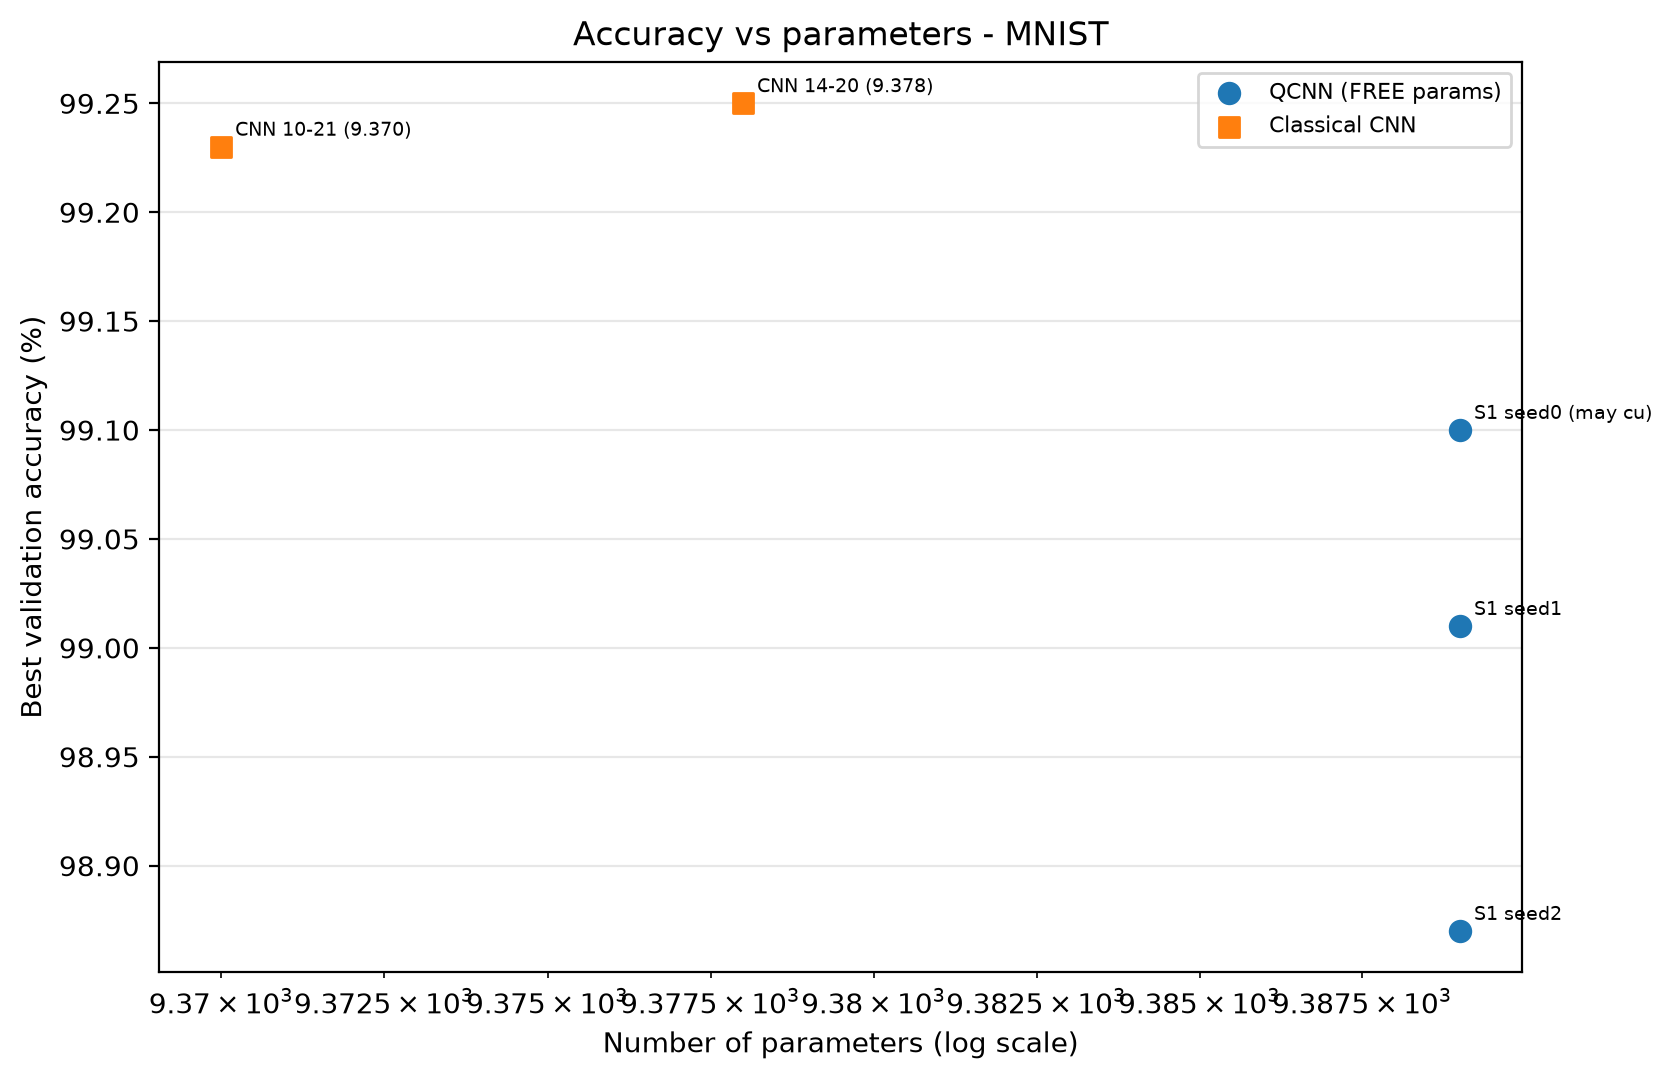 Accuracy vs parameters - MNIST
CNN 14-20 (9.378)
CNN 10-21 (9.370)
QCNN (FREE params)
Classical CNN
99.25
99.20
99.15
99.10
99.05
99.00
98.95
98.90
Best validation accuracy (%)
S1 seed0 (may cu)
S1 seed1
S1 seed2
9.37 × 10³ 9.3725 × 10³ 9.375 × 10³ 9.3775 × 10³ 9.38 × 10³ 9.3825 × 10³ 9.385 × 10³ 9.3875 × 10³
Number of parameters (log scale)